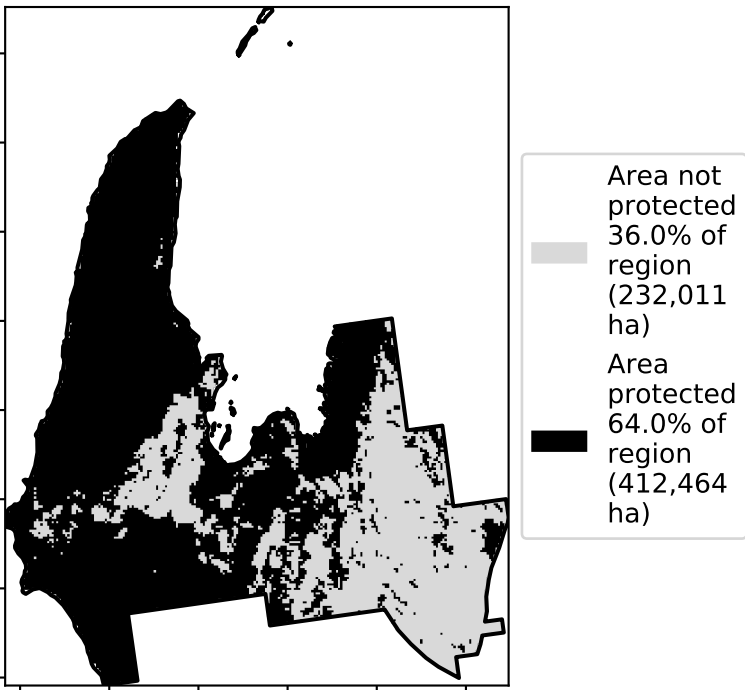 Area not
protected
36.0% of
region
(232,011
ha)
Area
protected
64.0% of
region
(412,464
ha)